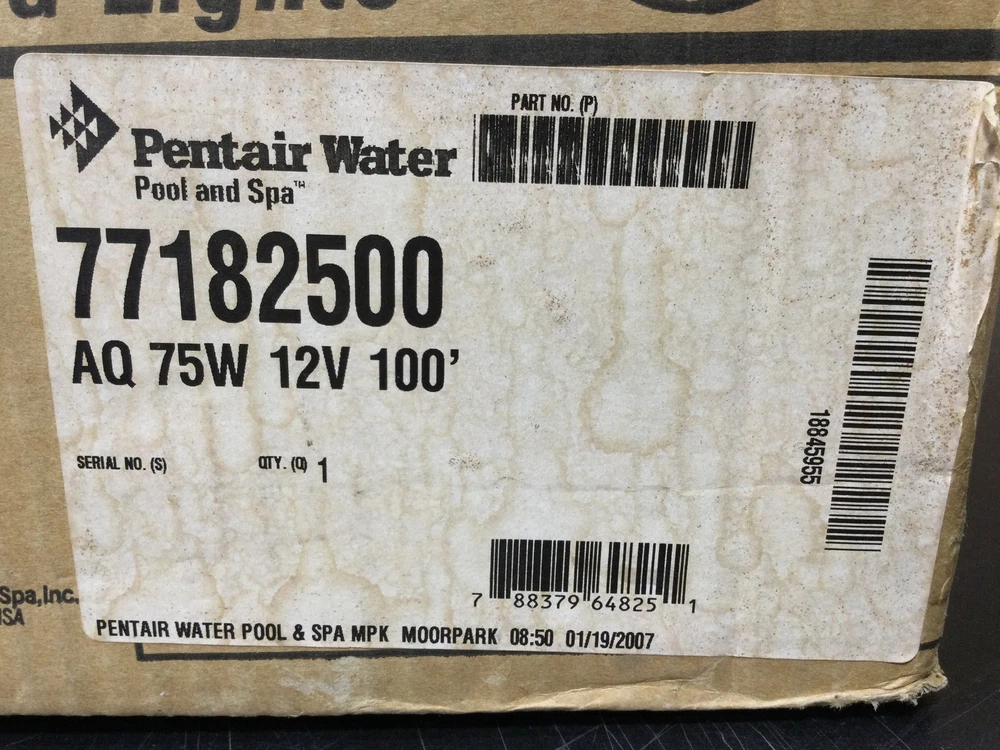 Lights
PART NO. (P)
Pentair Water
Pool and Spa™
77182500
AQ 75W 12V 100'
18845955
SERIAL NO. (S) QTY. (Q) 1
7 88379 64825 1
Spa,Inc.
PENTAIR WATER POOL & SPA MPK MOORPARK 08:50 01/19/2007